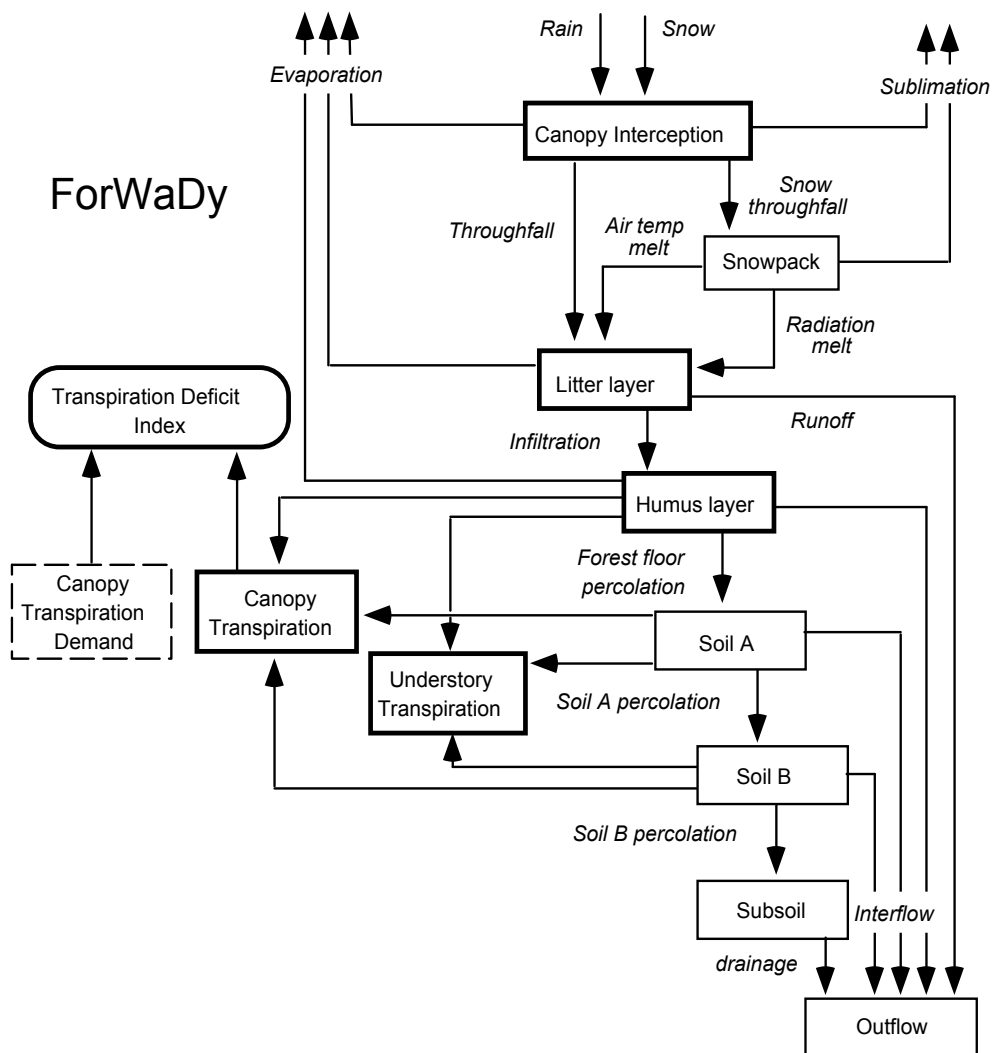 Rain
Snow
Evaporation
Sublimation
Canopy Interception
ForWaDy
Snow
throughfall
Throughfall
Air temp
melt
Snowpack
Radiation
melt
Litter layer
Transpiration Deficit
Index
Runoff
Infiltration
Humus layer
Forest floor
percolation
Canopy
Transpiration
Demand
Canopy
Transpiration
Soil A
Understory
Transpiration
Soil A percolation
Soil B
Soil B percolation
Subsoil
Interflow
drainage
Outflow